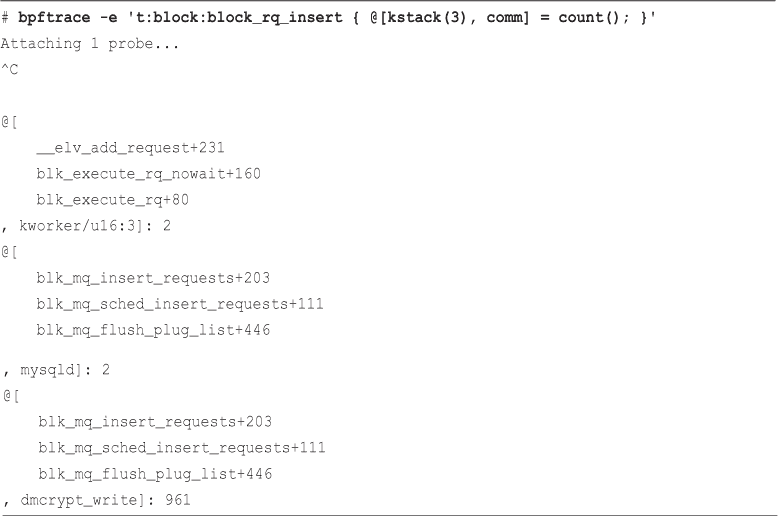 # bpftrace -e 't:block:block_rq_insert { @[kstack(3), comm] = count(); }'
Attaching 1 probe...
^C
@[
__elv_add_request+231
blk_execute_rq_nowait+160
blk_execute_rq+80
, kworker/u16:3]: 2
@[
blk_mq_insert_requests+203
blk_mq_sched_insert_requests+111
blk_mq_flush_plug_list+446
, mysqld]: 2
@[
blk_mq_insert_requests+203
blk_mq_sched_insert_requests+111
blk_mq_flush_plug_list+446
, dmcrypt_write]: 961